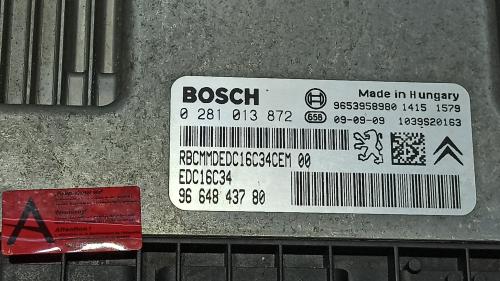 BOSCH
Made in Hungary
9653958980 1415 1579
0 281 013 872
658
09-09-09 1039S20163
RBCMMDEDC16C34CEM 00
EDC16C34
96 648 437 80
A
Attention!